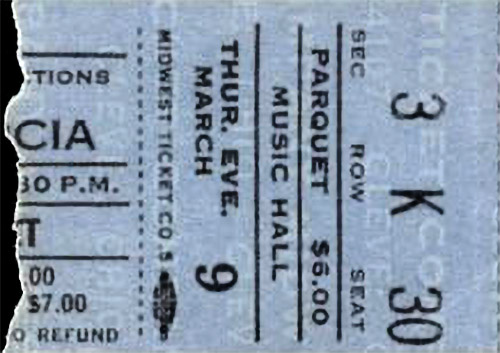 TIONS
CIA
30 P.M.
T
00
$7.00
O REFUND
MIDWEST TICKET CO. S
THUR. EVE.
MARCH 9
MUSIC HALL
PARQUET $6.00
SEC ROW SEAT
3 K 30